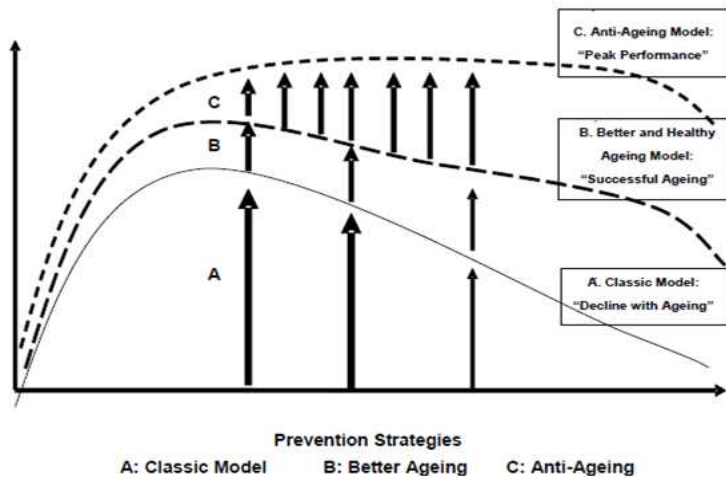 C. Anti-Ageing Model:
"Peak Performance"
C
B. Better and Healthy
Ageing Model:
"Successful Ageing"
B
A
A. Classic Model:
"Decline with Ageing"
Prevention Strategies
A: Classic Model B: Better Ageing C: Anti-Ageing